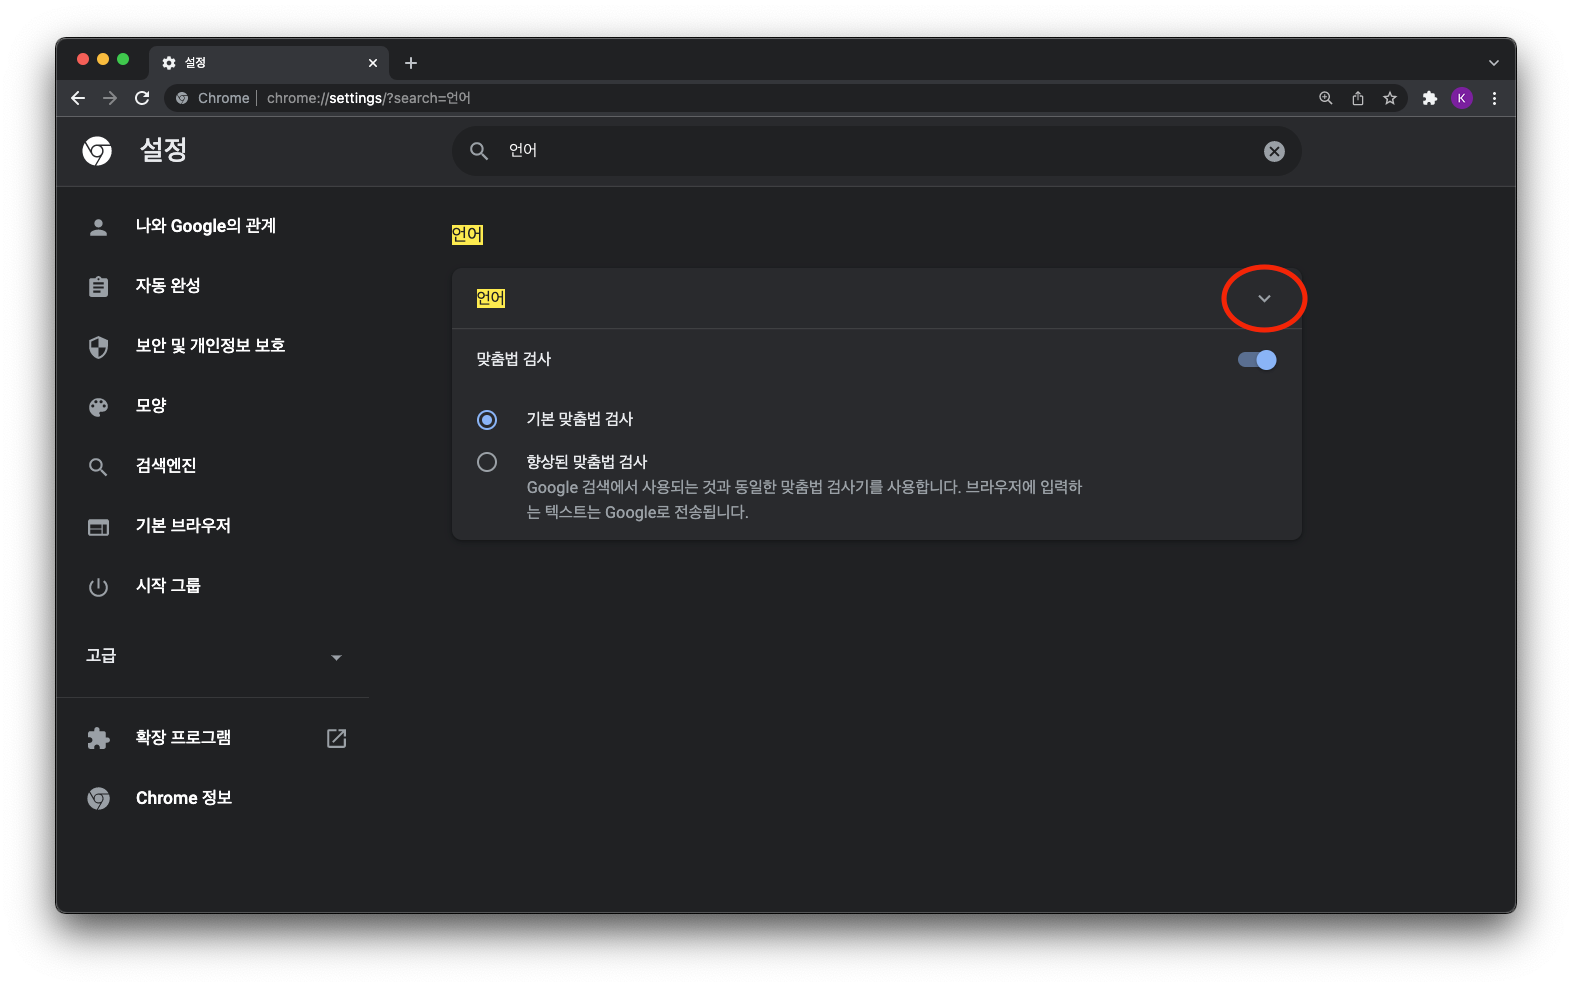 설정
Chrome
chrome://settings/?search=언어
K
설정
언어
나와 Google의 관계
자동 완성
보안 및 개인정보 보호
모양
검색엔진
기본 브라우저
시작 그룹
고급
확장 프로그램
Chrome 정보
언어
언어
맞춤법 검사
기본 맞춤법 검사
향상된 맞춤법 검사
Google 검색에서 사용되는 것과 동일한 맞춤법 검사기를 사용합니다. 브라우저에 입력하
는 텍스트는 Google로 전송됩니다.